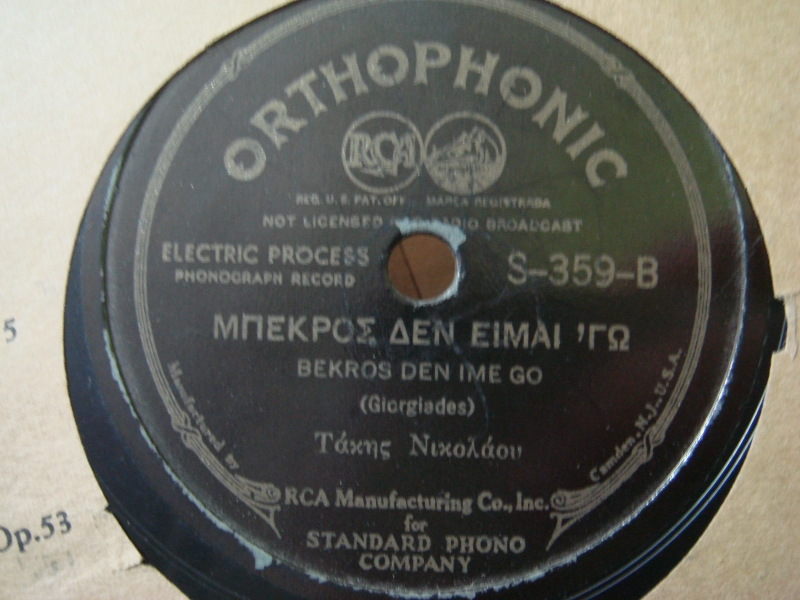 ORTHOPHONIC
RCA
REG. U. S. PAT. OFF. MARCA REGISTRADA
NOT LICENSED RADIO BROADCAST
ELECTRIC PROCESS
PHONOGRAPH RECORD
S-359-B
ΜΠΕΚΡΟΣ ΔΕΝ ΕΙΜΑΙ 'ΓΩ
BEKROS DEN IME GO
(Giorgiades)
Τάκης Νικολάου
Manufactured by
RCA Manufacturing Co., Inc.
Camden, N.J., U.S.A.
for
STANDARD PHONO
COMPANY
5
Op.53